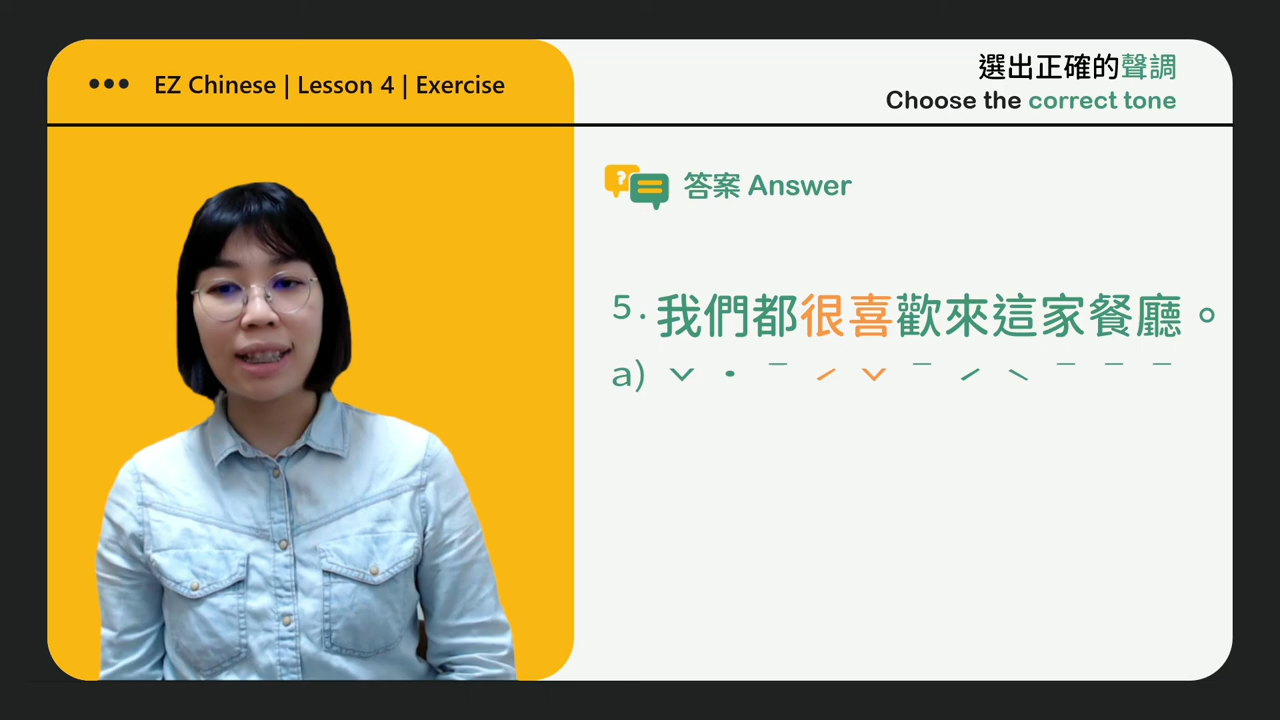 EZ Chinese | Lesson 4 | Exercise
選出正確的聲調
Choose the correct tone
答案 Answer
5. 我們都很喜歡來這家餐廳。
a) ˇ • ˉ ˊ ˇ ˉ ˊ ˋ ˉ ˉ ˉ